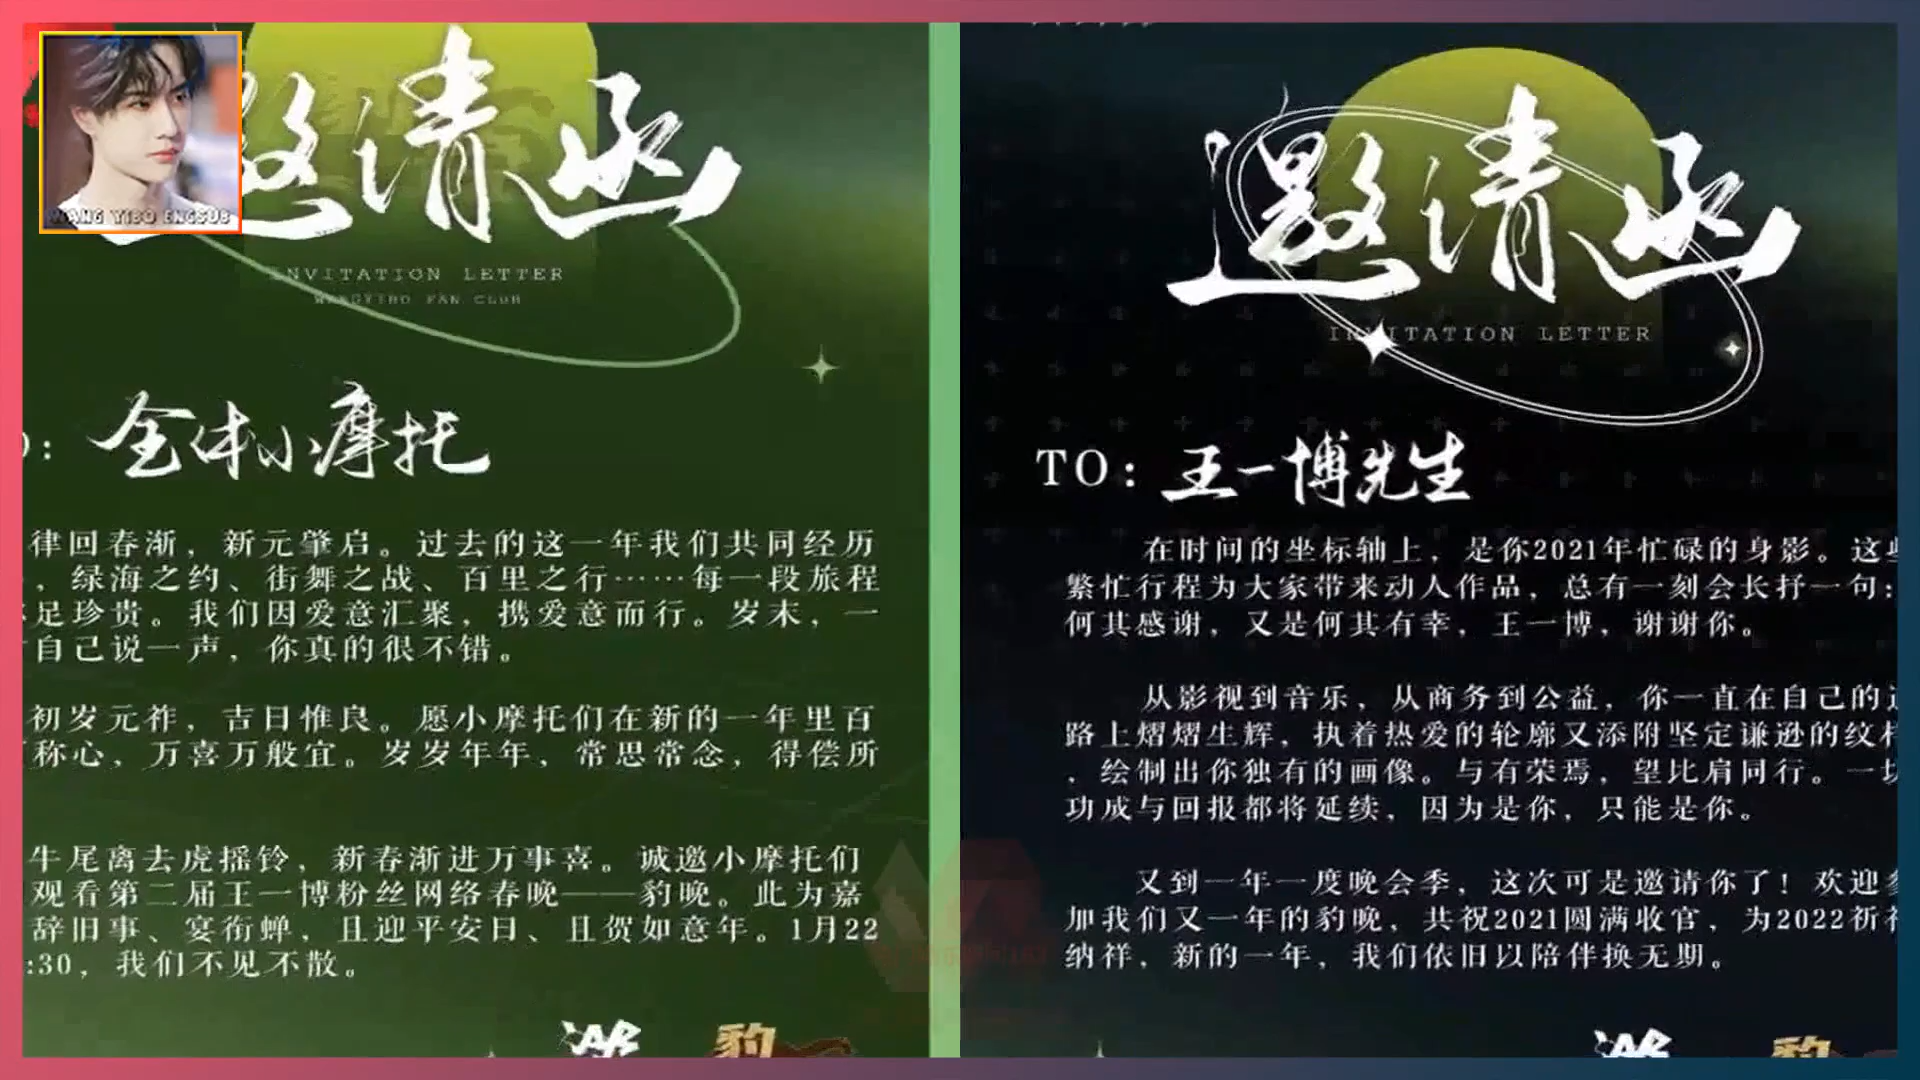 WANG YIBO ENGSUB
邀请函
INVITATION LETTER
WANGYIBO FAN CLUB
：全体小摩托
律回春渐，新元肇启。过去的这一年我们共同经历
，绿海之约、街舞之战、百里之行……每一段旅程
足珍贵。我们因爱意汇聚，携爱意而行。岁末，一
自己说一声，你真的很不错。
初岁元祚，吉日惟良。愿小摩托们在新的一年里百
称心，万喜万般宜。岁岁年年，常思常念，得偿所
牛尾离去虎摇铃，新春渐进万事喜。诚邀小摩托们
观看第二届王一博粉丝网络春晚——豹晚。此为嘉
辞旧事、宴衔蝉，且迎平安日、且贺如意年。1月22
:30，我们不见不散。
豹
邀请函
INVITATION LETTER
TO：王一博先生
在时间的坐标轴上，是你2021年忙碌的身影。这些
繁忙行程为大家带来动人作品，总有一刻会长抒一句：
何其感谢，又是何其有幸，王一博，谢谢你。
从影视到音乐，从商务到公益，你一直在自己的
路上熠熠生辉，执着热爱的轮廓又添附坚定谦逊的纹样
，绘制出你独有的画像。与有荣焉，望比肩同行。一切
功成与回报都将延续，因为是你，只能是你。
又到一年一度晚会季，这次可是邀请你了！欢迎参
加我们又一年的豹晚，共祝2021圆满收官，为2022祈福
纳祥，新的一年，我们依旧以陪伴换无期。
豹